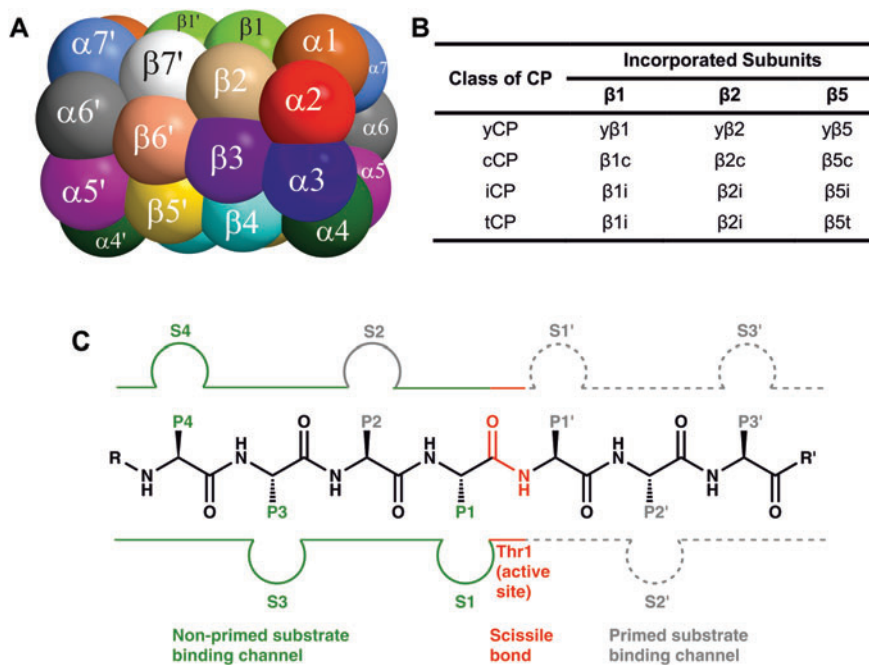 A
α7'
α6'
α5'
α4'
β1'
β1
α1
α7
β7'
β2
α2
α6
β6'
β3
α3
α5
β5'
β4
α4
B
Class of CP
Incorporated Subunits
β1 β2 β5
yCP yβ1 yβ2 yβ5
cCP β1c β2c β5c
iCP β1i β2i β5i
tCP β1i β2i β5t
C
S4 S2 S1' S3'
P4 O P2 O P1' O P3'
R N H N H N H N H N H N H N H R'
O P3 O P1 O P2' O
Thr1
(active
site)
S3 S1 S2'
Non-primed substrate
binding channel
Scissile
bond
Primed substrate
binding channel